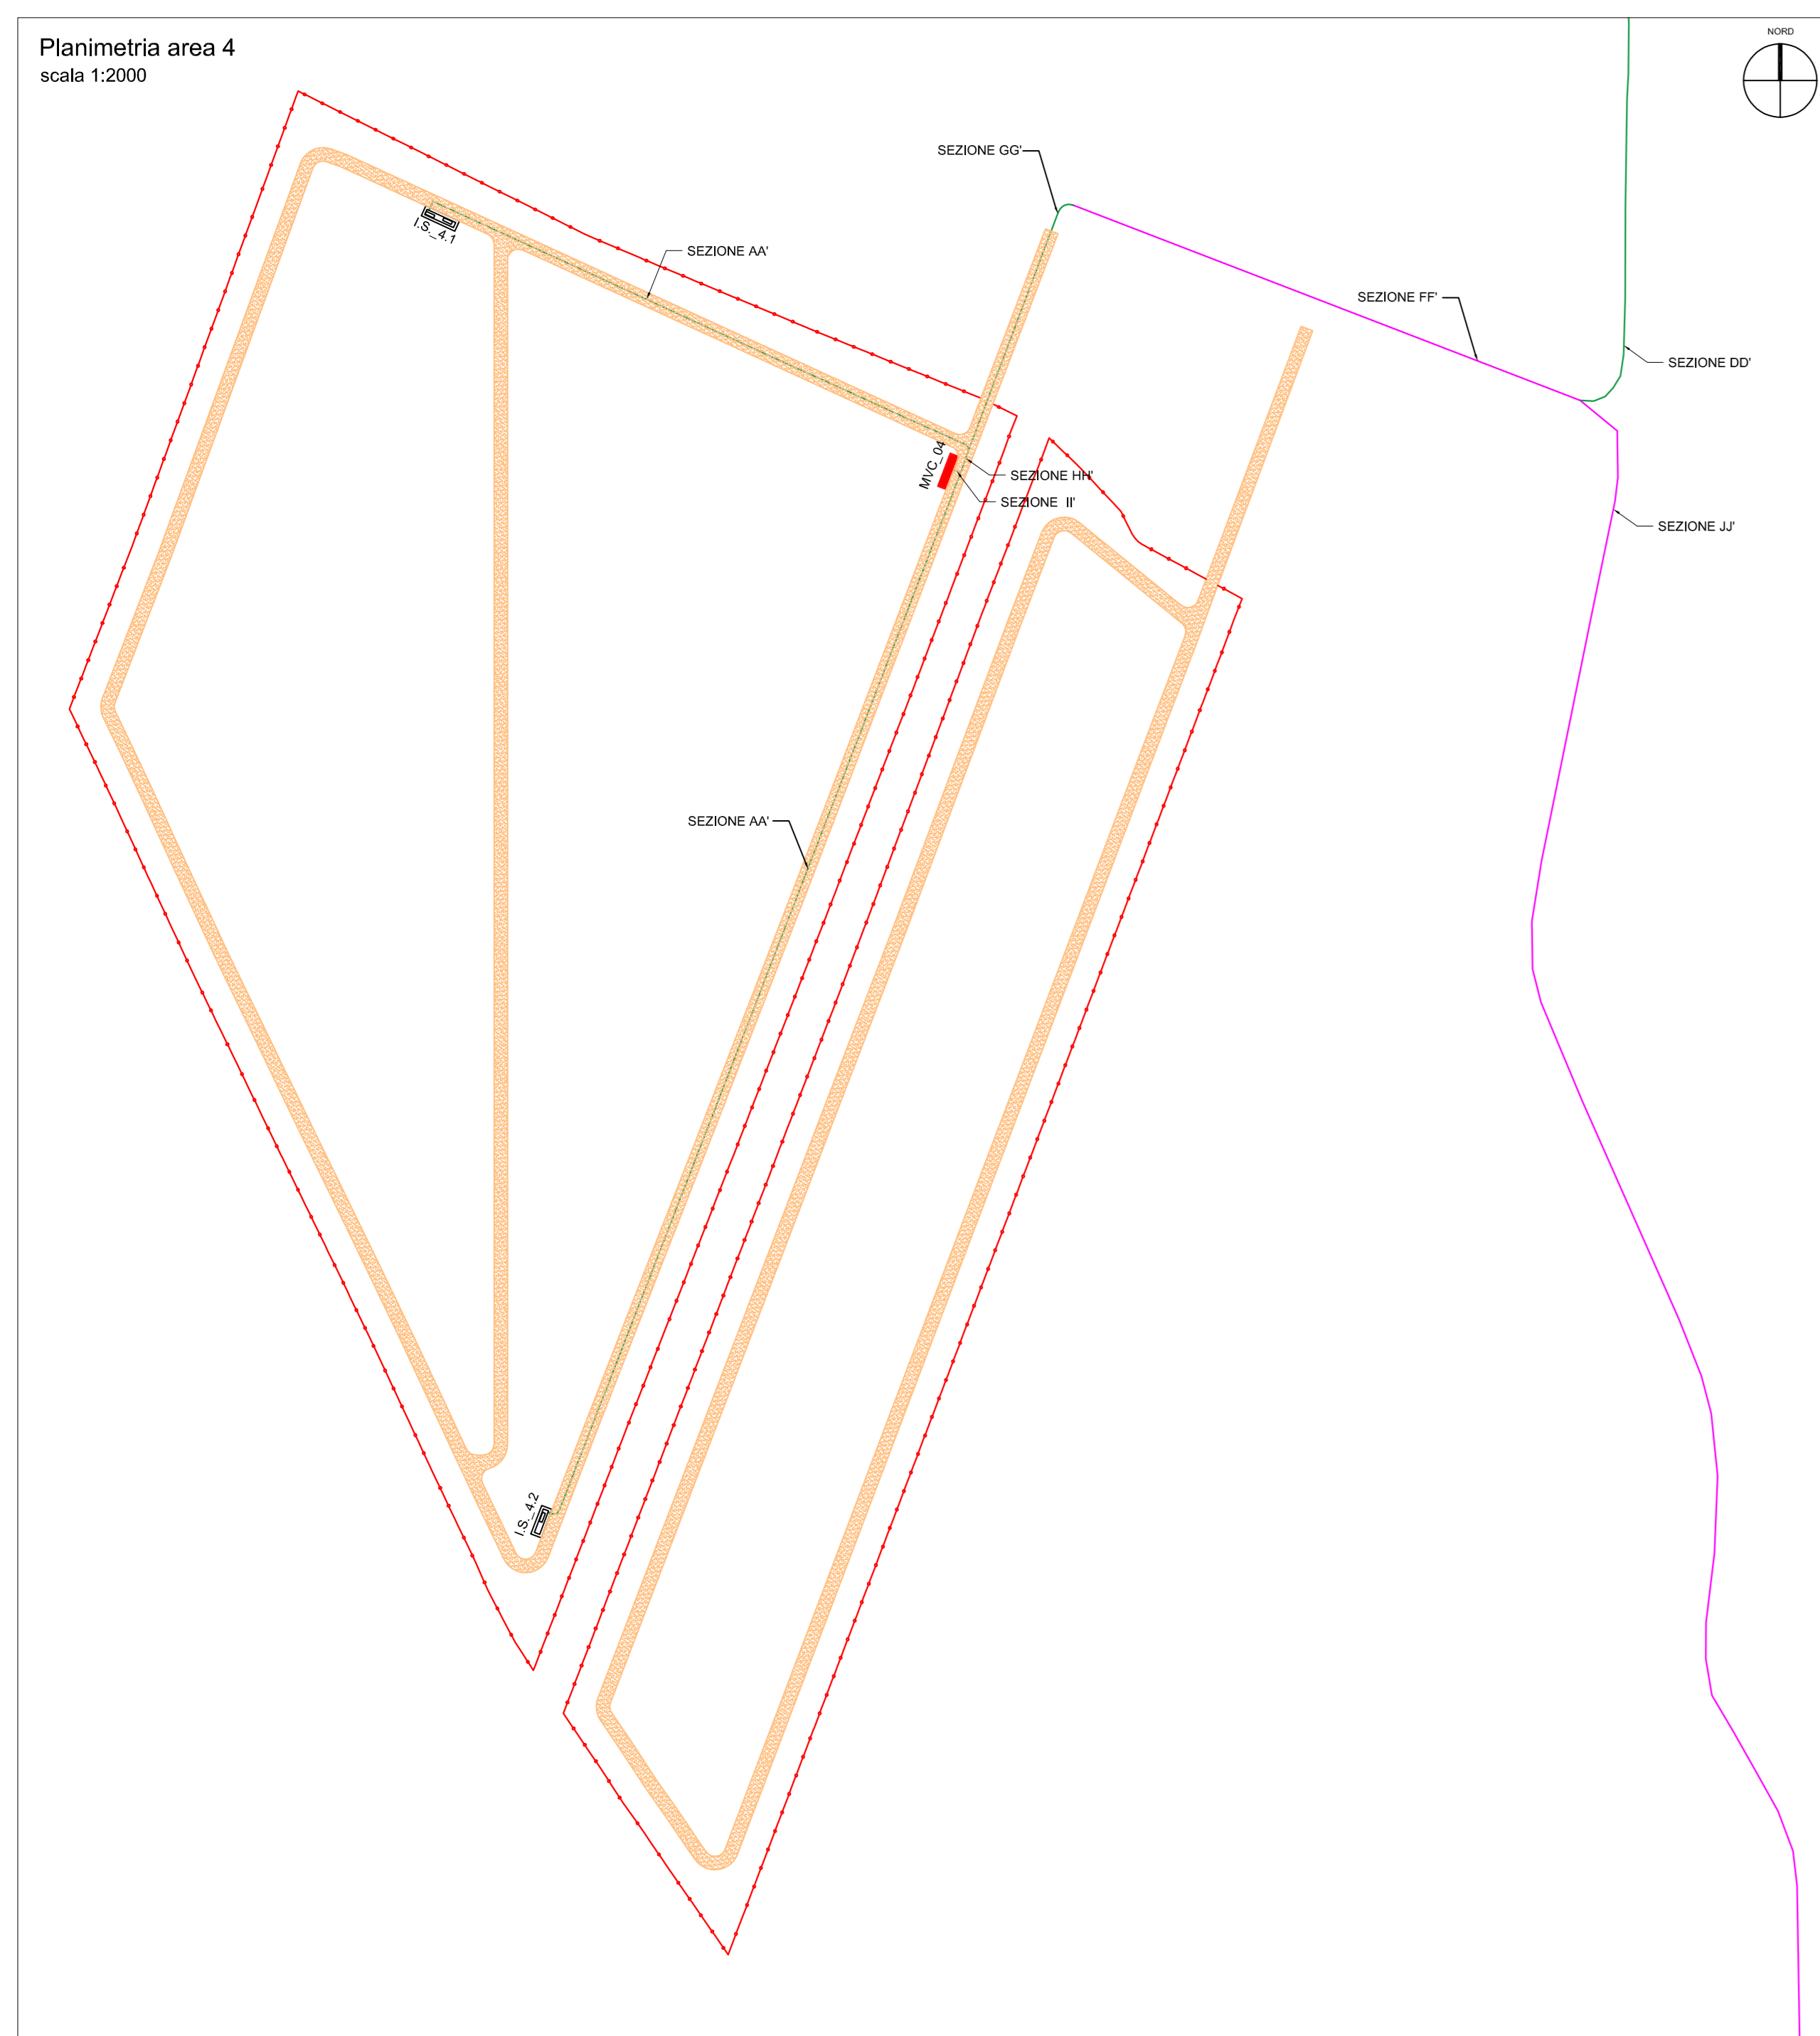 Planimetria area 4
scala 1:2000
NORD
SEZIONE GG'
I.S._4.1
SEZIONE AA'
SEZIONE FF'
SEZIONE DD'
MVC_04
SEZIONE HH'
SEZIONE II'
SEZIONE JJ'
SEZIONE AA'
I.S._4.2